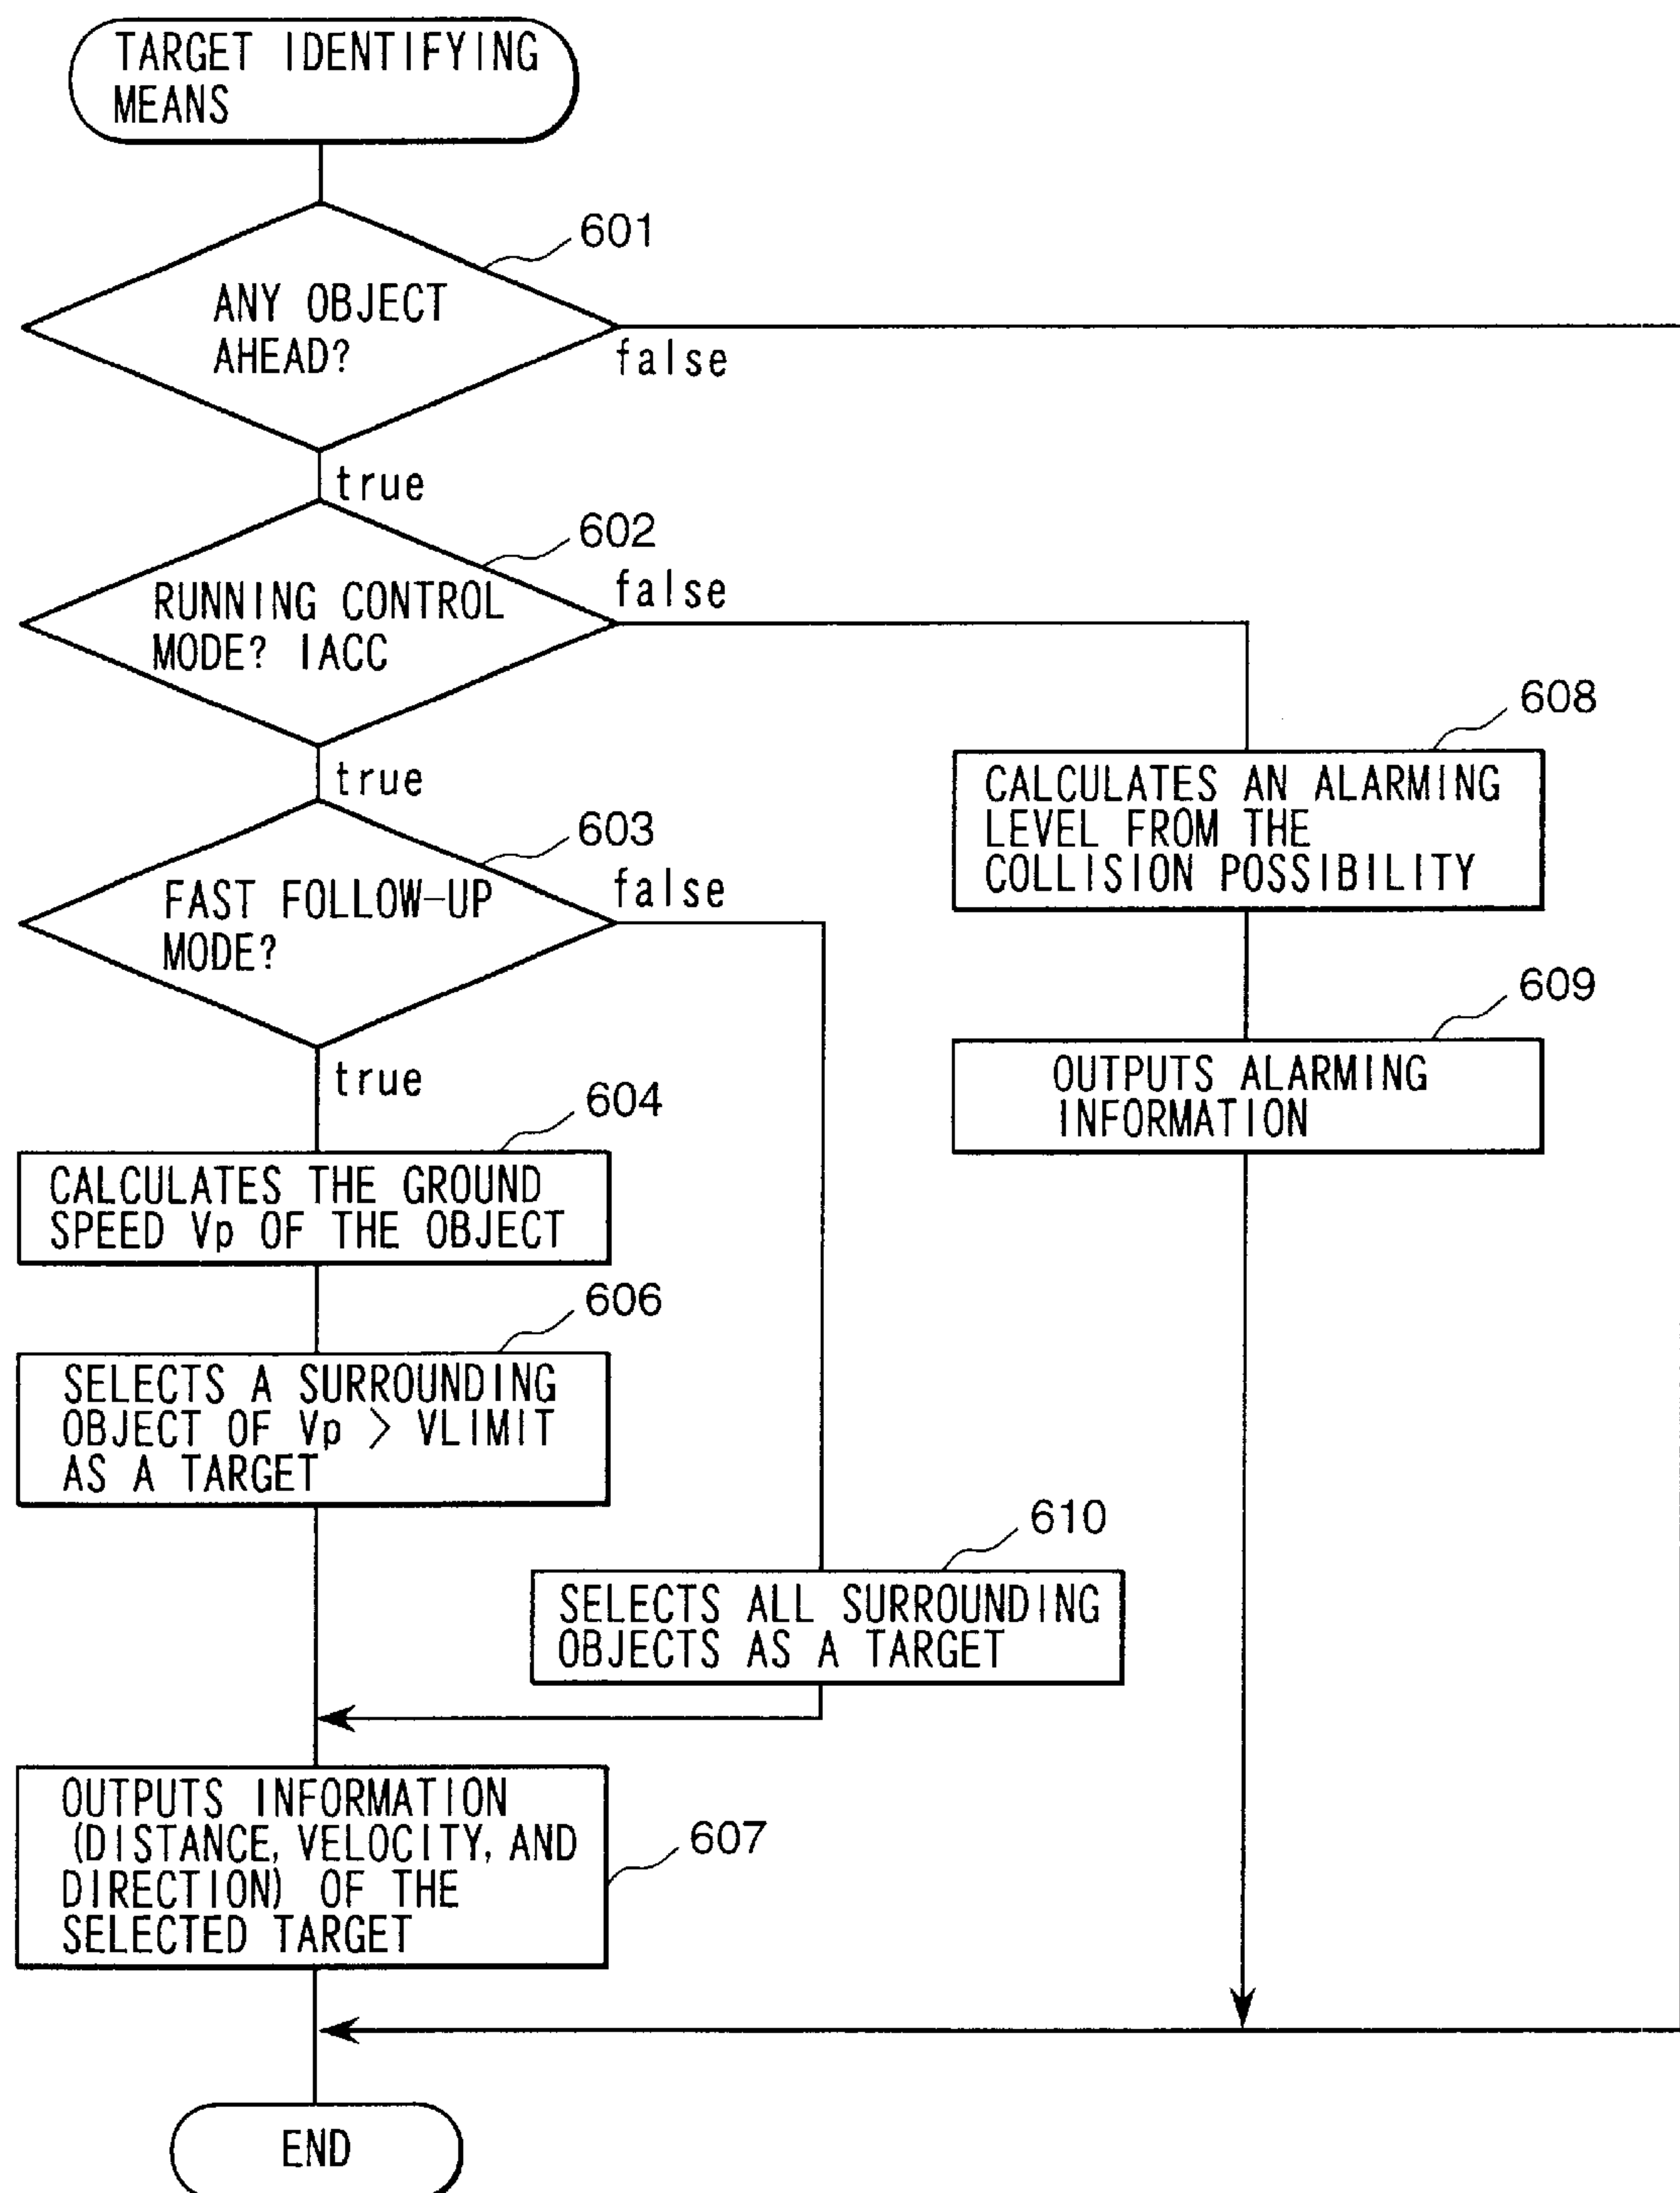 TARGET IDENTIFYING
MEANS
601
ANY OBJECT
AHEAD?
false
true
602
RUNNING CONTROL
MODE? IACC
false
true
603
FAST FOLLOW-UP
MODE?
false
true
604
CALCULATES THE GROUND
SPEED Vp OF THE OBJECT
606
SELECTS A SURROUNDING
OBJECT OF Vp > VLIMIT
AS A TARGET
608
CALCULATES AN ALARMING
LEVEL FROM THE
COLLISION POSSIBILITY
609
OUTPUTS ALARMING
INFORMATION
610
SELECTS ALL SURROUNDING
OBJECTS AS A TARGET
607
OUTPUTS INFORMATION
(DISTANCE, VELOCITY, AND
DIRECTION) OF THE
SELECTED TARGET
END